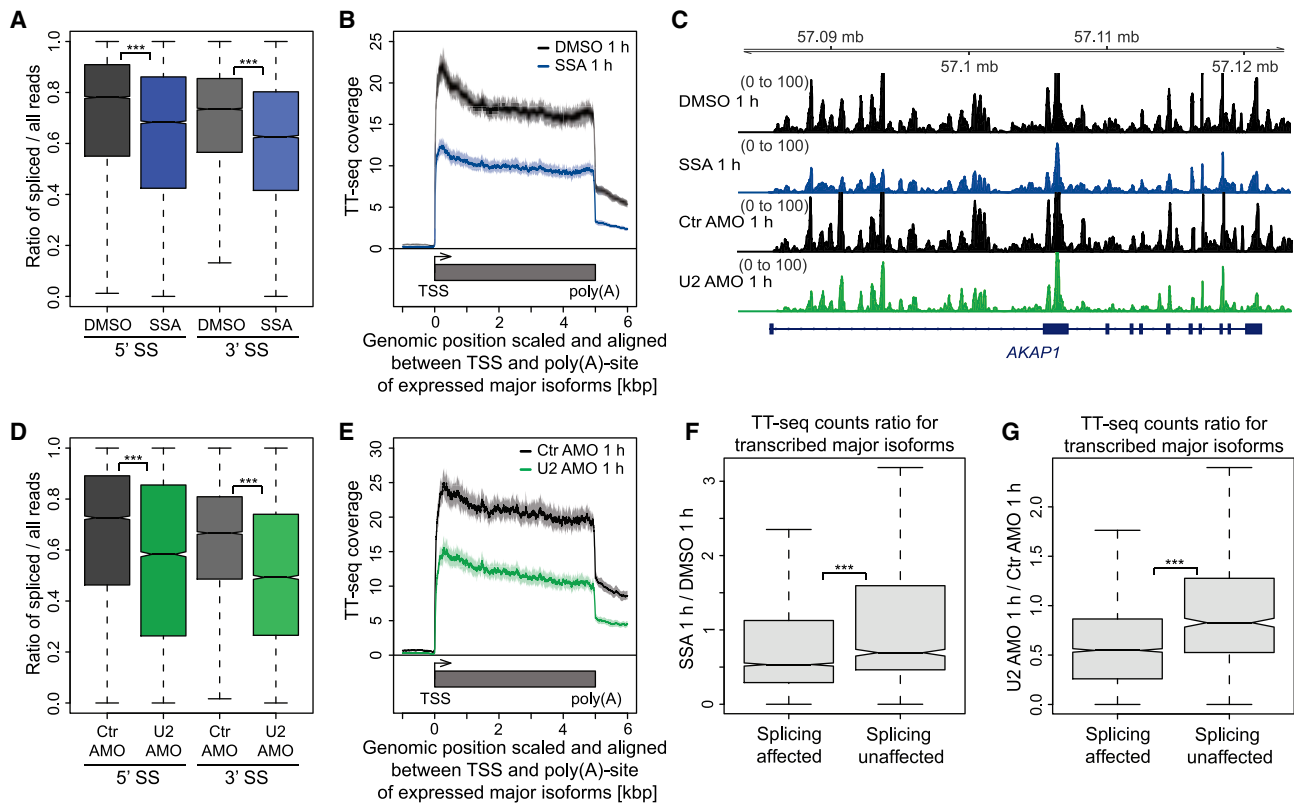 A
Ratio of spliced / all reads
0.0 0.2 0.4 0.6 0.8 1.0
***
***
DMSO SSA DMSO SSA
5' SS 3' SS
B
TT-seq coverage
0 5 10 15 20 25
DMSO 1 h
SSA 1 h
TSS poly(A)
0 2 4 6
Genomic position scaled and aligned
between TSS and poly(A)-site
of expressed major isoforms [kbp]
C
57.09 mb 57.11 mb
57.1 mb 57.12 mb
(0 to 100)
DMSO 1 h
(0 to 100)
SSA 1 h
(0 to 100)
Ctr AMO 1 h
(0 to 100)
U2 AMO 1 h
AKAP1
D
Ratio of spliced / all reads
0.0 0.2 0.4 0.6 0.8 1.0
***
***
Ctr U2 Ctr U2
AMO AMO AMO AMO
5' SS 3' SS
E
TT-seq coverage
0 5 10 15 20 25 30
Ctr AMO 1 h
U2 AMO 1 h
TSS poly(A)
0 2 4 6
Genomic position scaled and aligned
between TSS and poly(A)-site
of expressed major isoforms [kbp]
F
TT-seq counts ratio for
transcribed major isoforms
SSA 1 h / DMSO 1 h
0 1 2 3
***
Splicing Splicing
affected unaffected
G
TT-seq counts ratio for
transcribed major isoforms
U2 AMO 1 h / Ctr AMO 1 h
0.0 0.5 1.0 1.5 2.0
***
Splicing Splicing
affected unaffected